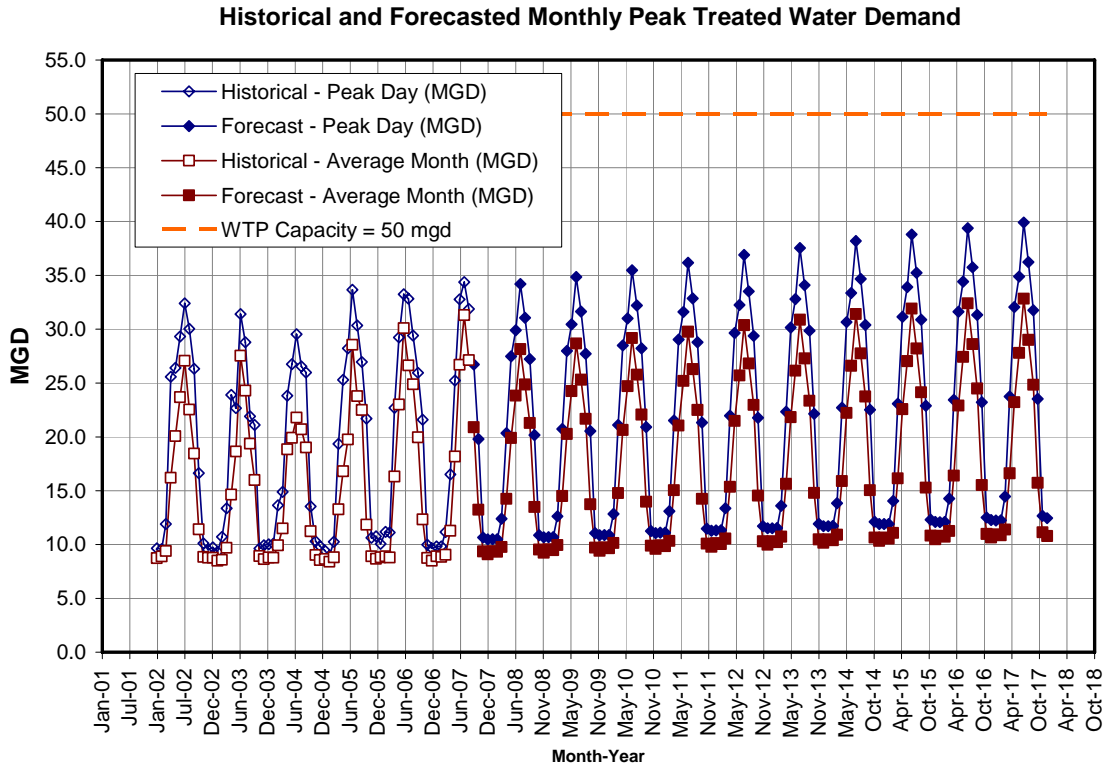 Historical and Forecasted Monthly Peak Treated Water Demand
55.0
50.0
45.0
40.0
35.0
30.0
25.0
20.0
15.0
10.0
5.0
0.0
MGD
Historical - Peak Day (MGD)
Forecast - Peak Day (MGD)
Historical - Average Month (MGD)
Forecast - Average Month (MGD)
WTP Capacity = 50 mgd
Jan-01
Jul-01
Jan-02
Jul-02
Dec-02
Jun-03
Dec-03
Jun-04
Dec-04
Jun-05
Dec-05
Jun-06
Dec-06
Jun-07
Dec-07
Jun-08
Nov-08
May-09
Nov-09
May-10
Nov-10
May-11
Nov-11
May-12
Nov-12
May-13
Nov-13
May-14
Oct-14
Apr-15
Oct-15
Apr-16
Oct-16
Apr-17
Oct-17
Apr-18
Oct-18
Month-Year